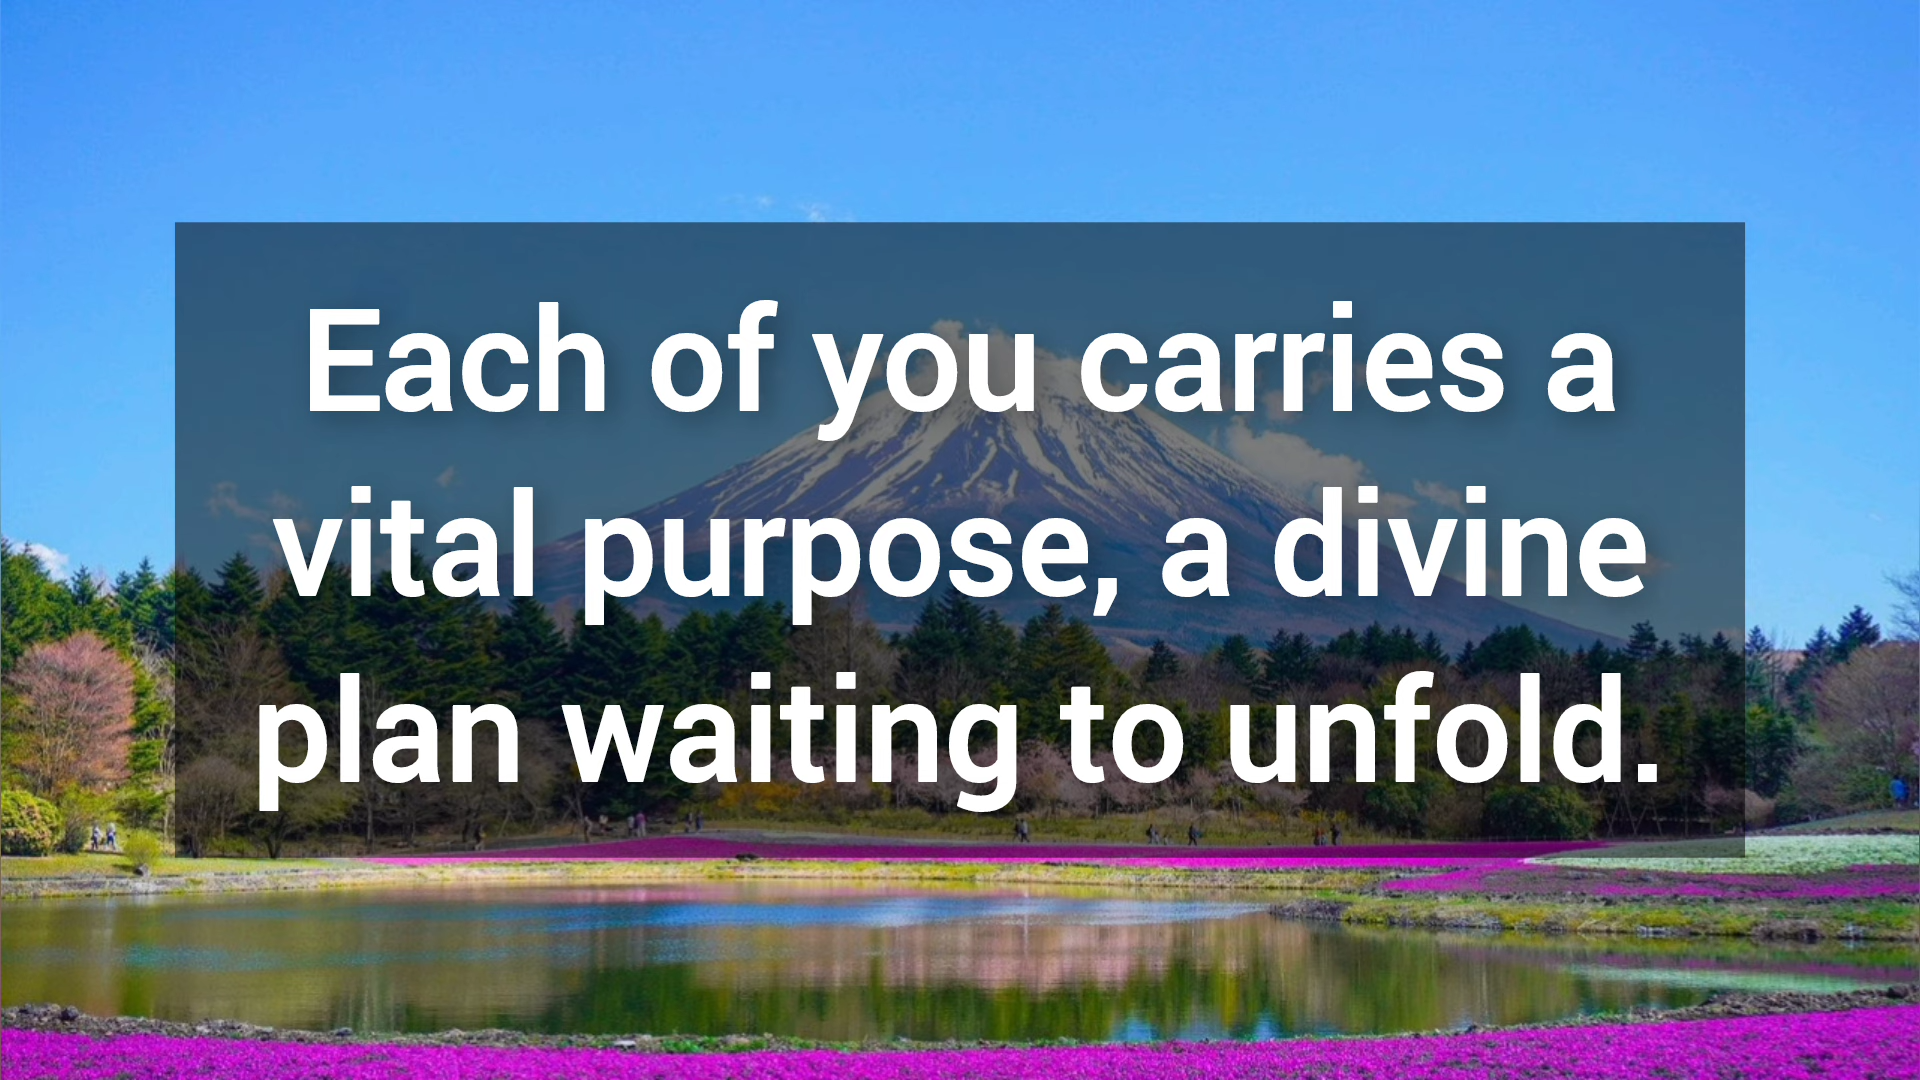 Each of you carries a
vital purpose, a divine
plan waiting to unfold.